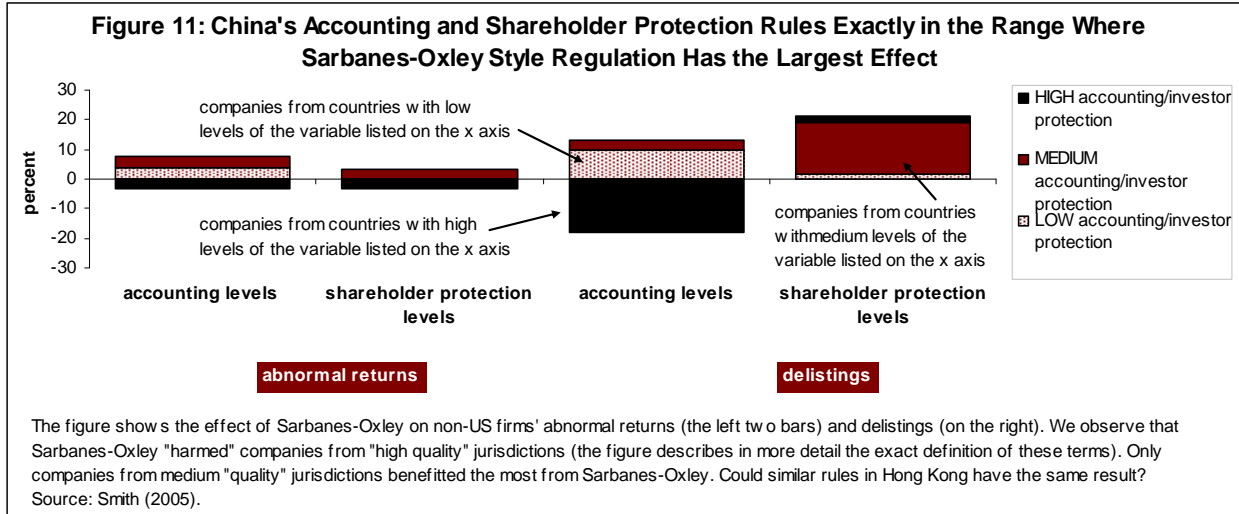 Figure 11: China's Accounting and Shareholder Protection Rules Exactly in the Range Where
Sarbanes-Oxley Style Regulation Has the Largest Effect
30
20
10
0
-10
-20
-30
percent
companies from countries with low
levels of the variable listed on the x axis
companies from countries with high
levels of the variable listed on the x axis
companies from countries
withmedium levels of the
variable listed on the x axis
HIGH accounting/investor
protection
MEDIUM
accounting/investor
protection
LOW accounting/investor
protection
accounting levels
shareholder protection
levels
accounting levels
shareholder protection
levels
abnormal returns
delistings
The figure shows the effect of Sarbanes-Oxley on non-US firms' abnormal returns (the left two bars) and delistings (on the right). We observe that
Sarbanes-Oxley "harmed" companies from "high quality" jurisdictions (the figure describes in more detail the exact definition of these terms). Only
companies from medium "quality" jurisdictions benefitted the most from Sarbanes-Oxley. Could similar rules in Hong Kong have the same result?
Source: Smith (2005).